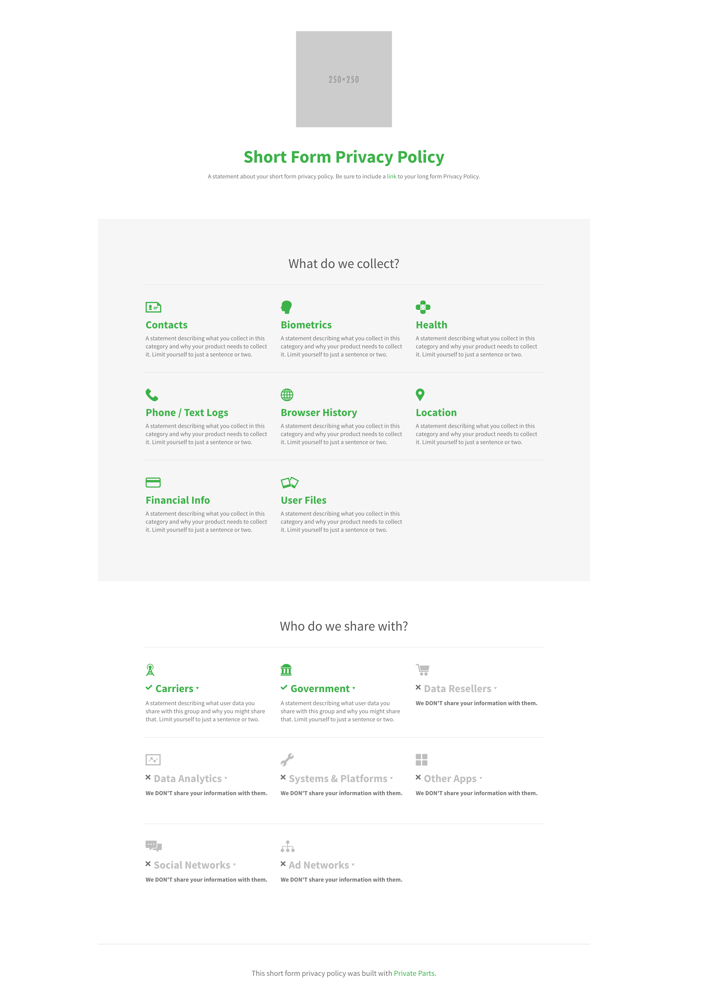 250×250
Short Form Privacy Policy
A statement about your short form privacy policy. Be sure to include a link to your long form Privacy Policy.
What do we collect?
Contacts
A statement describing what you collect in this
category and why your product needs to collect
it. Limit yourself to just a sentence or two.
Biometrics
A statement describing what you collect in this
category and why your product needs to collect
it. Limit yourself to just a sentence or two.
Health
A statement describing what you collect in this
category and why your product needs to collect
it. Limit yourself to just a sentence or two.
Phone / Text Logs
A statement describing what you collect in this
category and why your product needs to collect
it. Limit yourself to just a sentence or two.
Browser History
A statement describing what you collect in this
category and why your product needs to collect
it. Limit yourself to just a sentence or two.
Location
A statement describing what you collect in this
category and why your product needs to collect
it. Limit yourself to just a sentence or two.
Financial Info
A statement describing what you collect in this
category and why your product needs to collect
it. Limit yourself to just a sentence or two.
User Files
A statement describing what you collect in this
category and why your product needs to collect
it. Limit yourself to just a sentence or two.
Who do we share with?
Carriers
A statement describing what user data you
share with this group and why you might share
that. Limit yourself to just a sentence or two.
Government
A statement describing what user data you
share with this group and why you might share
that. Limit yourself to just a sentence or two.
Data Resellers
We DON'T share your information with them.
Data Analytics
We DON'T share your information with them.
Systems & Platforms
We DON'T share your information with them.
Other Apps
We DON'T share your information with them.
Social Networks
We DON'T share your information with them.
Ad Networks
We DON'T share your information with them.
This short form privacy policy was built with Private Parts.